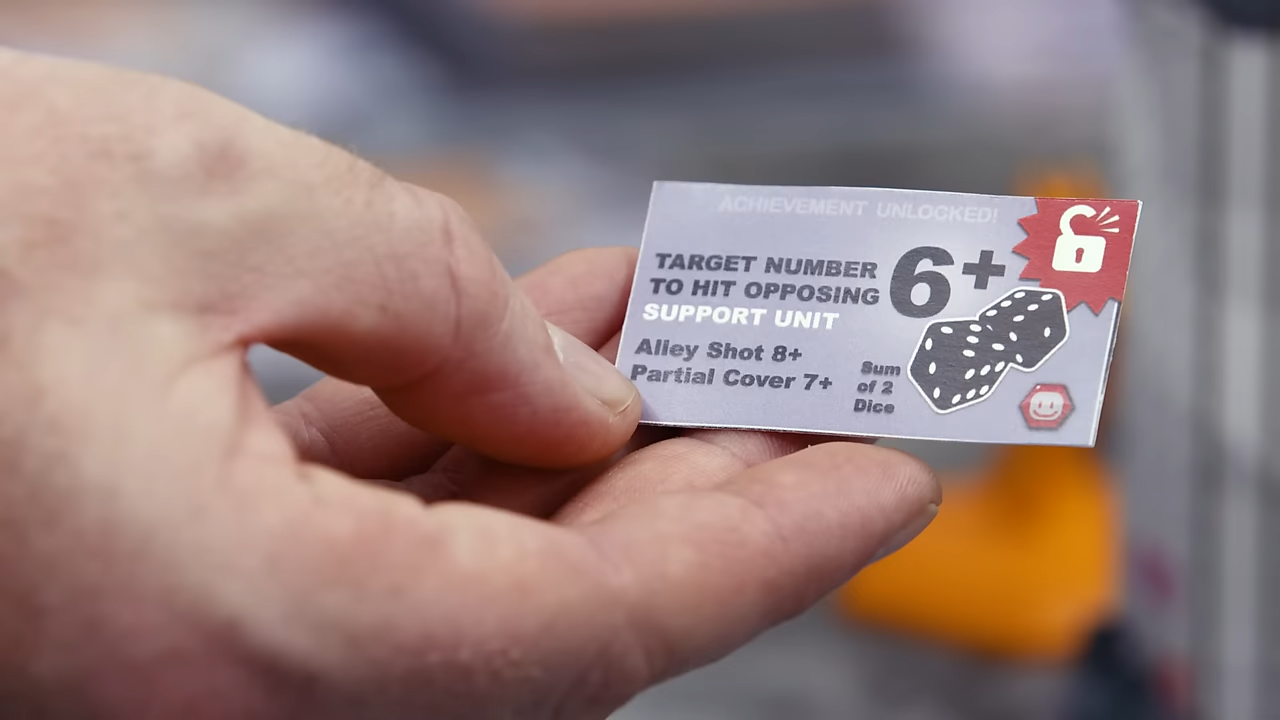 ACHIEVEMENT UNLOCKED!
TARGET NUMBER
TO HIT OPPOSING
SUPPORT UNIT
6+
Alley Shot 8+
Partial Cover 7+
Sum
of 2
Dice